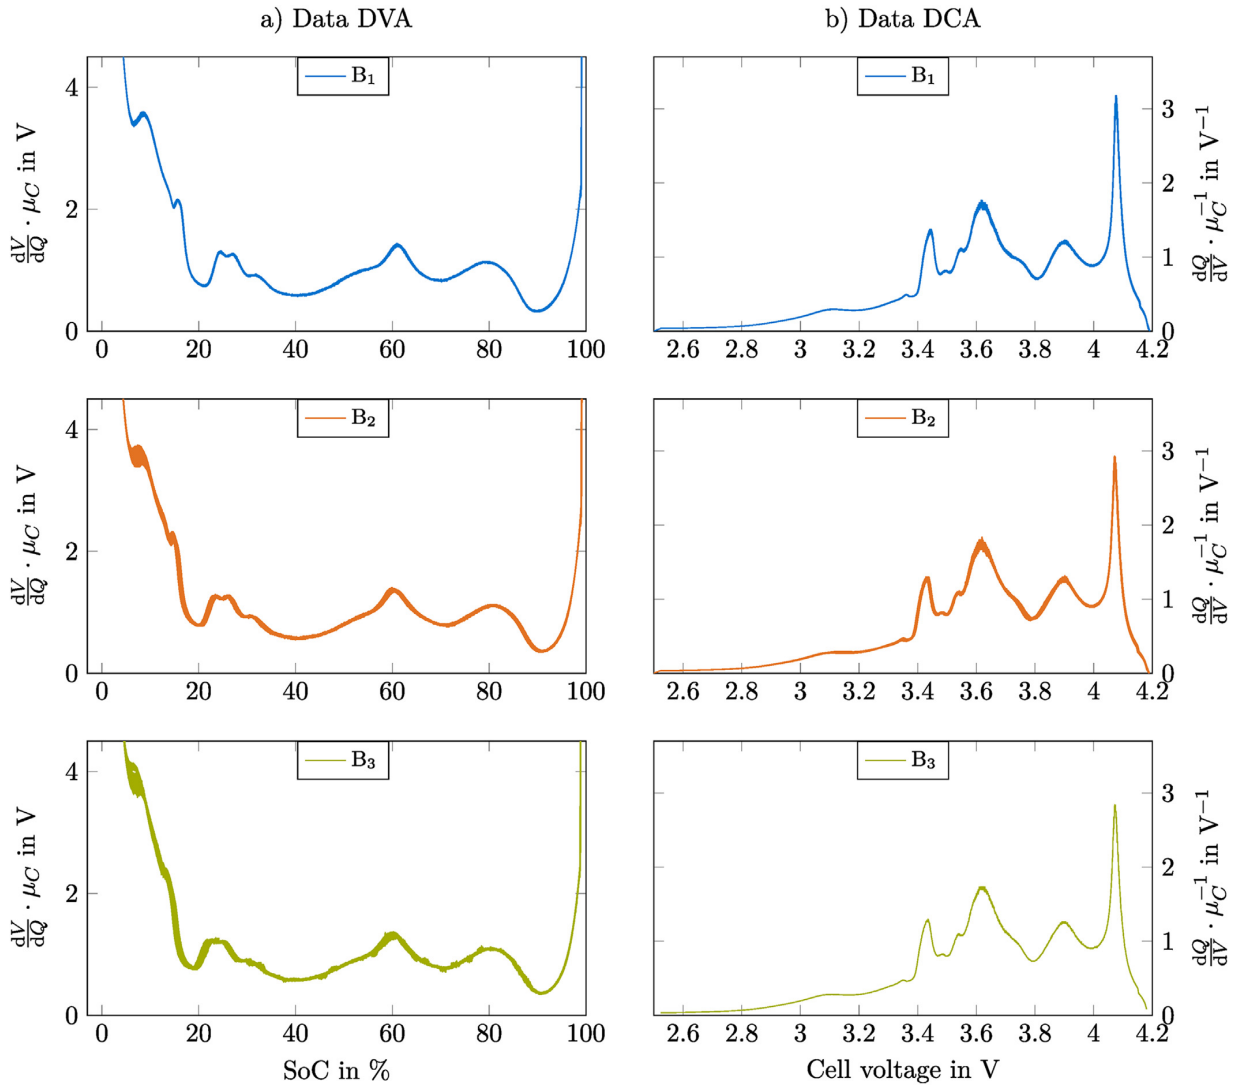 a) Data DVA
b) Data DCA
B₁
B₁
dV/dQ · μ_C in V
4
2
0
0 20 40 60 80 100
2.6 2.8 3 3.2 3.4 3.6 3.8 4 4.2
3
2
1
0
dQ/dV · μ_C⁻¹ in V⁻¹
B₂
B₂
dV/dQ · μ_C in V
4
2
0
0 20 40 60 80 100
2.6 2.8 3 3.2 3.4 3.6 3.8 4 4.2
3
2
1
0
dQ/dV · μ_C⁻¹ in V⁻¹
B₃
B₃
dV/dQ · μ_C in V
4
2
0
0 20 40 60 80 100
2.6 2.8 3 3.2 3.4 3.6 3.8 4 4.2
3
2
1
0
dQ/dV · μ_C⁻¹ in V⁻¹
SoC in %
Cell voltage in V